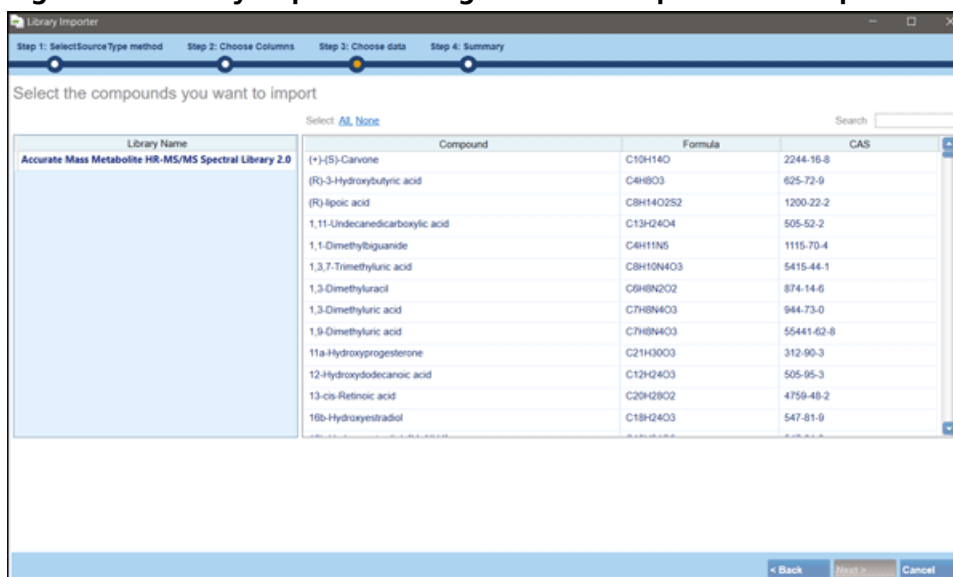 Library Importer
Step 1: SelectSourceType method Step 2: Choose Columns Step 3: Choose data Step 4: Summary
Select the compounds you want to import
Select: All, None Search
Library Name Compound Formula CAS
Accurate Mass Metabolite HR-MS/MS Spectral Library 2.0 (+)-(S)-Carvone C10H14O 2244-16-8
(R)-3-Hydroxybutyric acid C4H8O3 625-72-9
(R)-lipoic acid C8H14O2S2 1200-22-2
1,11-Undecanedicarboxylic acid C13H24O4 505-52-2
1,1-Dimethylbiguanide C4H11N5 1115-70-4
1,3,7-Trimethyluric acid C8H10N4O3 5415-44-1
1,3-Dimethyluracil C6H8N2O2 874-14-6
1,3-Dimethyluric acid C7H8N4O3 944-73-0
1,9-Dimethyluric acid C7H8N4O3 55441-62-8
11a-Hydroxyprogesterone C21H30O3 312-90-3
12-Hydroxydodecanoic acid C12H24O3 505-95-3
13-cis-Retinoic acid C20H28O2 4759-48-2
16b-Hydroxyestradiol C18H24O3 547-81-9
< Back Next > Cancel